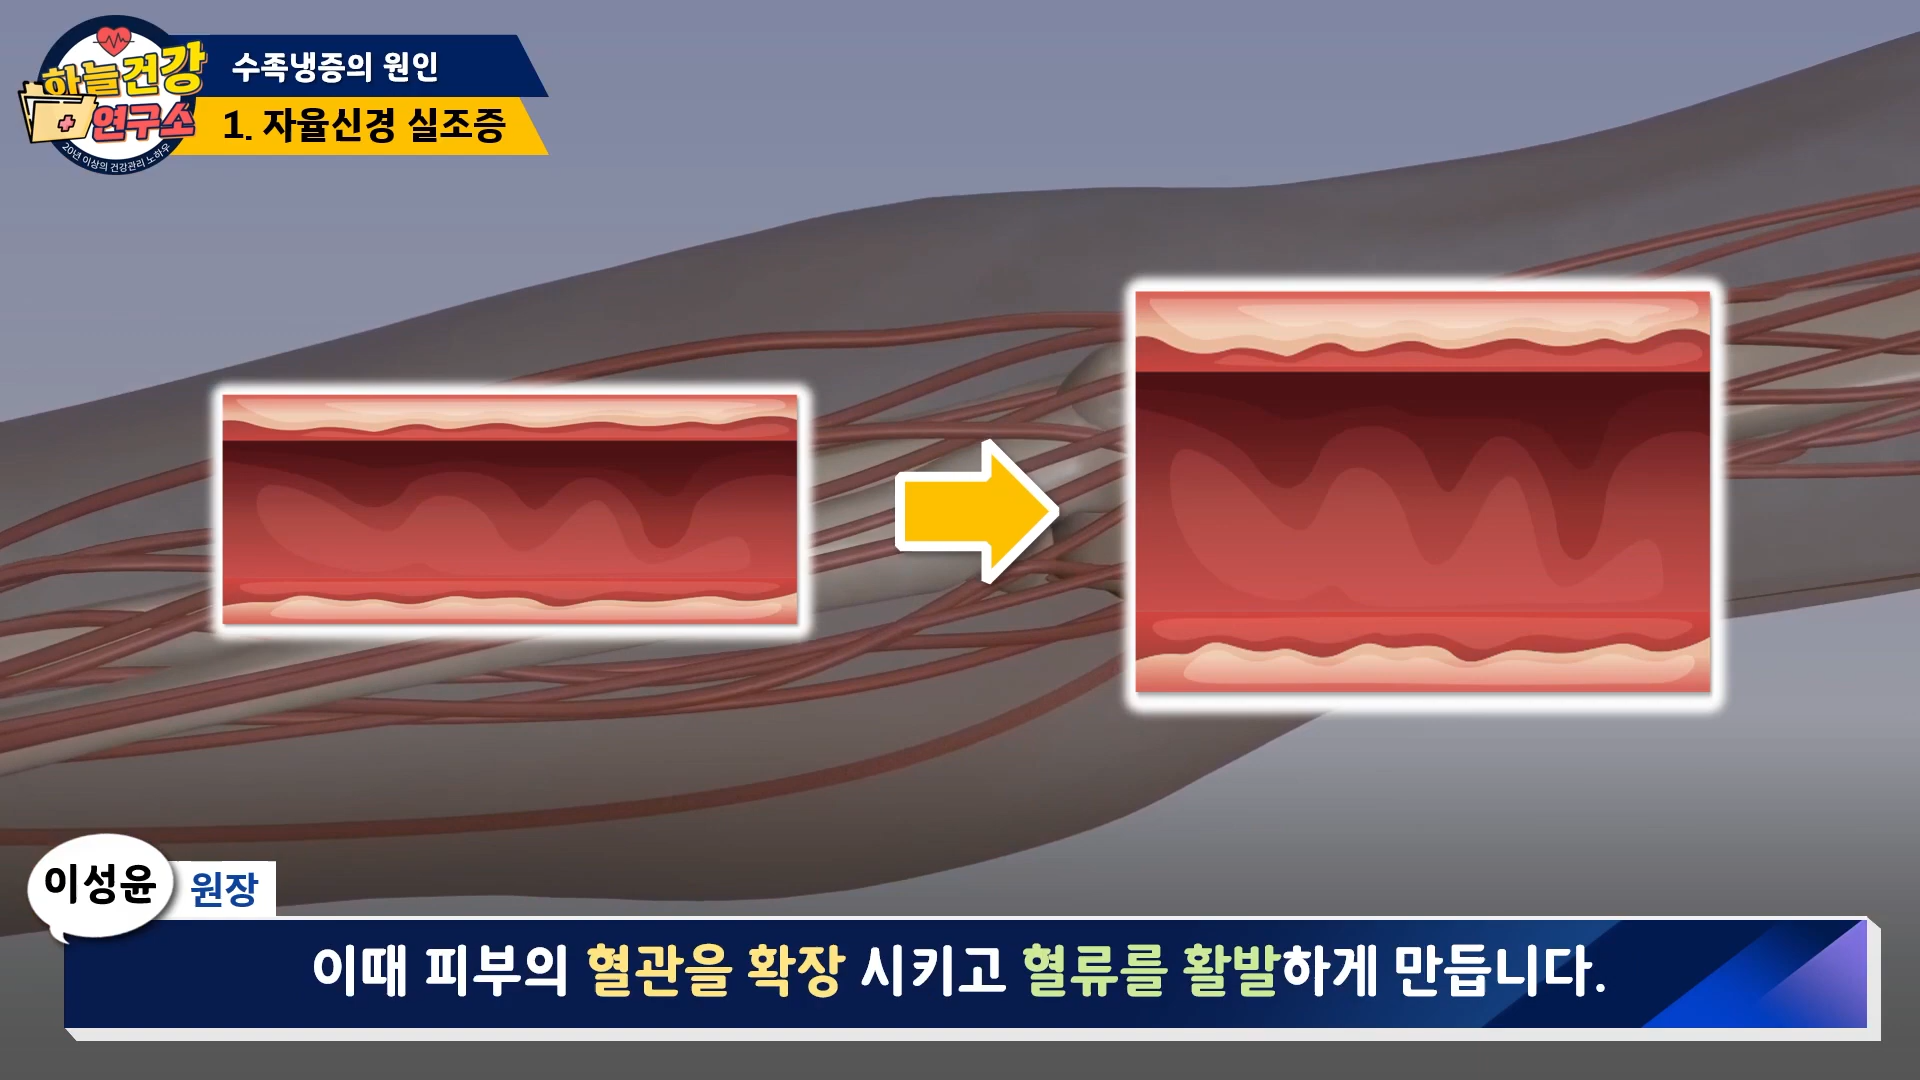 하늘건강
연구소
20년 이상의 건강관리 노하우
수족냉증의 원인
1. 자율신경 실조증
이성윤 원장
이때 피부의 혈관을 확장 시키고 혈류를 활발하게 만듭니다.